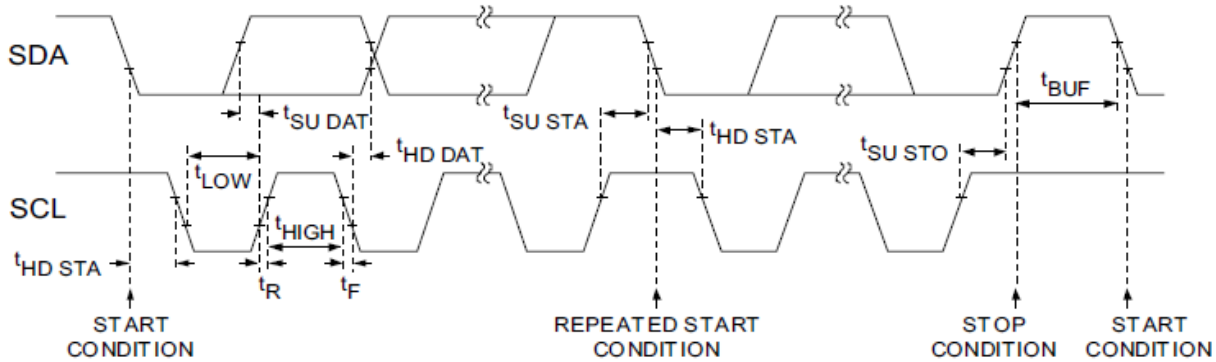 SDA
tSU DAT
tHD DAT
tSU STA
tHD STA
tBUF
tSU STO
SCL
tLOW
tHIGH
tHD STA
tR
tF
START
CONDITION
REPEATED START
CONDITION
STOP
CONDITION
START
CONDITION